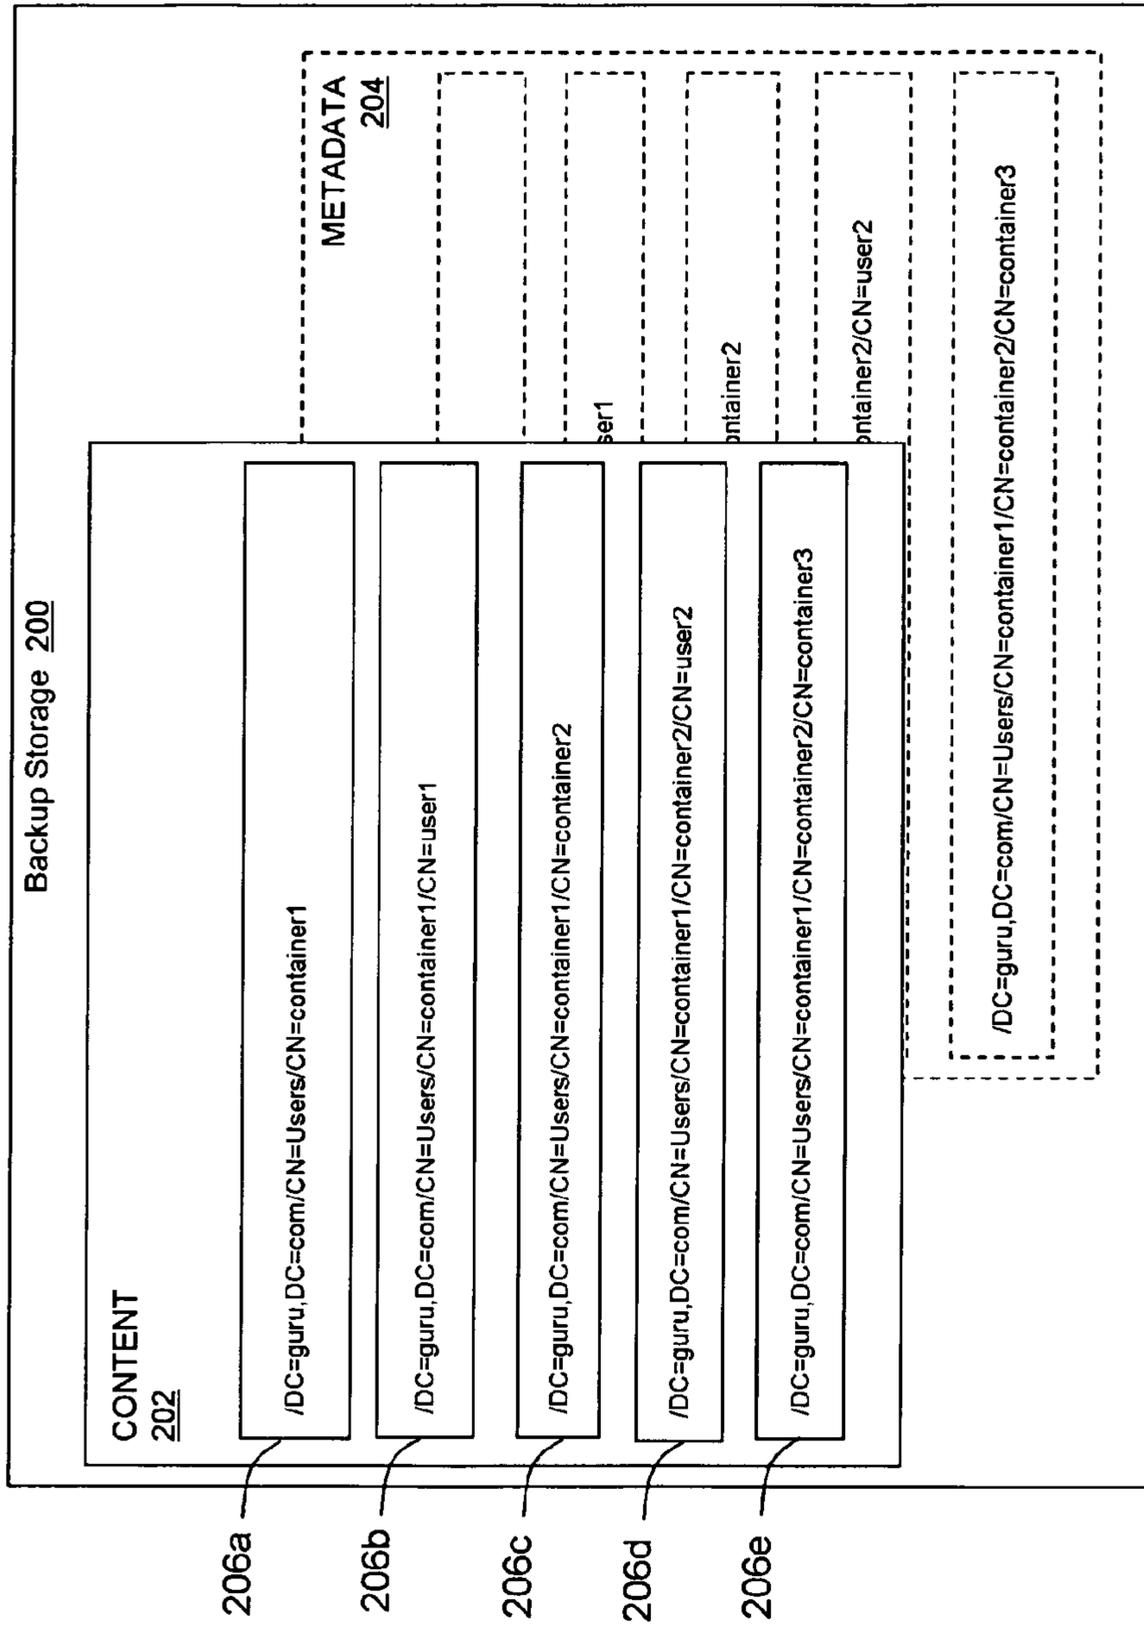 Backup Storage 200
CONTENT
202
206a
/DC=guru,DC=com/CN=Users/CN=container1
206b
/DC=guru,DC=com/CN=Users/CN=container1/CN=user1
206c
/DC=guru,DC=com/CN=Users/CN=container1/CN=container2
206d
/DC=guru,DC=com/CN=Users/CN=container1/CN=container2/CN=user2
206e
/DC=guru,DC=com/CN=Users/CN=container1/CN=container2/CN=container3
METADATA
204
ser1
ontainer2
ontainer2/CN=user2
/DC=guru,DC=com/CN=Users/CN=container1/CN=container2/CN=container3